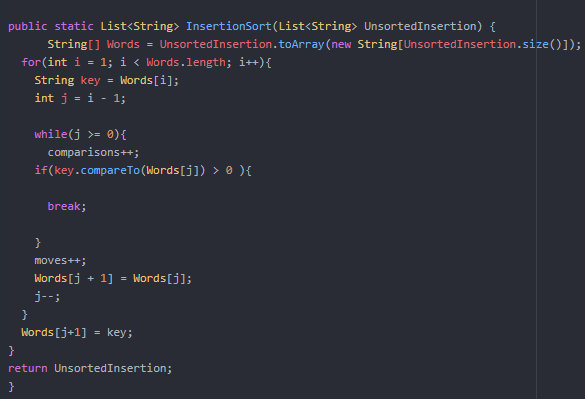 public static List<String> InsertionSort(List<String> UnsortedInsertion) {
String[] Words = UnsortedInsertion.toArray(new String[UnsortedInsertion.size()]);
for(int i = 1; i < Words.length; i++){
String key = Words[i];
int j = i - 1;
while(j >= 0){
comparisons++;
if(key.compareTo(Words[j]) > 0 ){
break;
}
moves++;
Words[j + 1] = Words[j];
j--;
}
Words[j+1] = key;
}
return UnsortedInsertion;
}